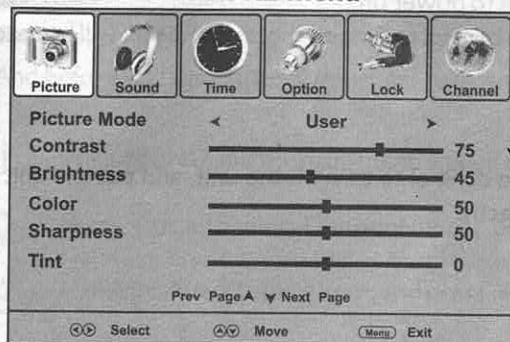 Picture Sound Time Option Lock Channel
Picture Mode < User >
Contrast 75
Brightness 45
Color 50
Sharpness 50
Tint 0
Prev Page Next Page
Select Move Menu Exit